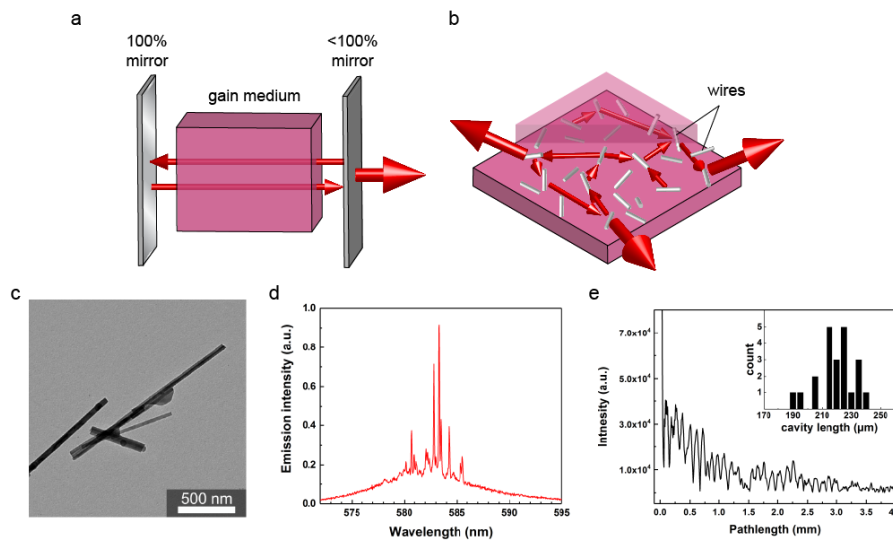 a
100%
mirror
<100%
mirror
gain medium
b
wires
c
500 nm
d
Emission intensity (a.u.)
1.0
0.8
0.6
0.4
0.2
0.0
575
580
585
590
595
Wavelength (nm)
e
Intnesity (a.u.)
7.0x10⁴
5.0x10⁴
3.0x10⁴
1.0x10⁴
0.0
0.5
1.0
1.5
2.0
2.5
3.0
3.5
4.0
Pathlength (mm)
count
5
4
3
1
170
190
210
230
250
cavity length (µm)